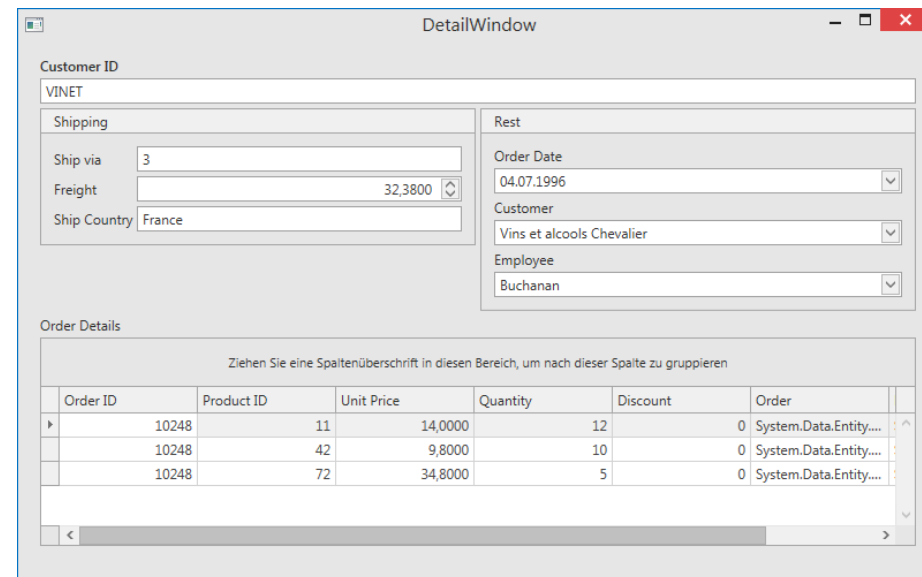 DetailWindow
Customer ID
VINET
Shipping
Ship via 3
Freight 32,3800
Ship Country France
Rest
Order Date
04.07.1996
Customer
Vins et alcools Chevalier
Employee
Buchanan
Order Details
Ziehen Sie eine Spaltenüberschrift in diesen Bereich, um nach dieser Spalte zu gruppieren
Order ID Product ID Unit Price Quantity Discount Order
10248 11 14,0000 12 0 System.Data.Entity....
10248 42 9,8000 10 0 System.Data.Entity....
10248 72 34,8000 5 0 System.Data.Entity....